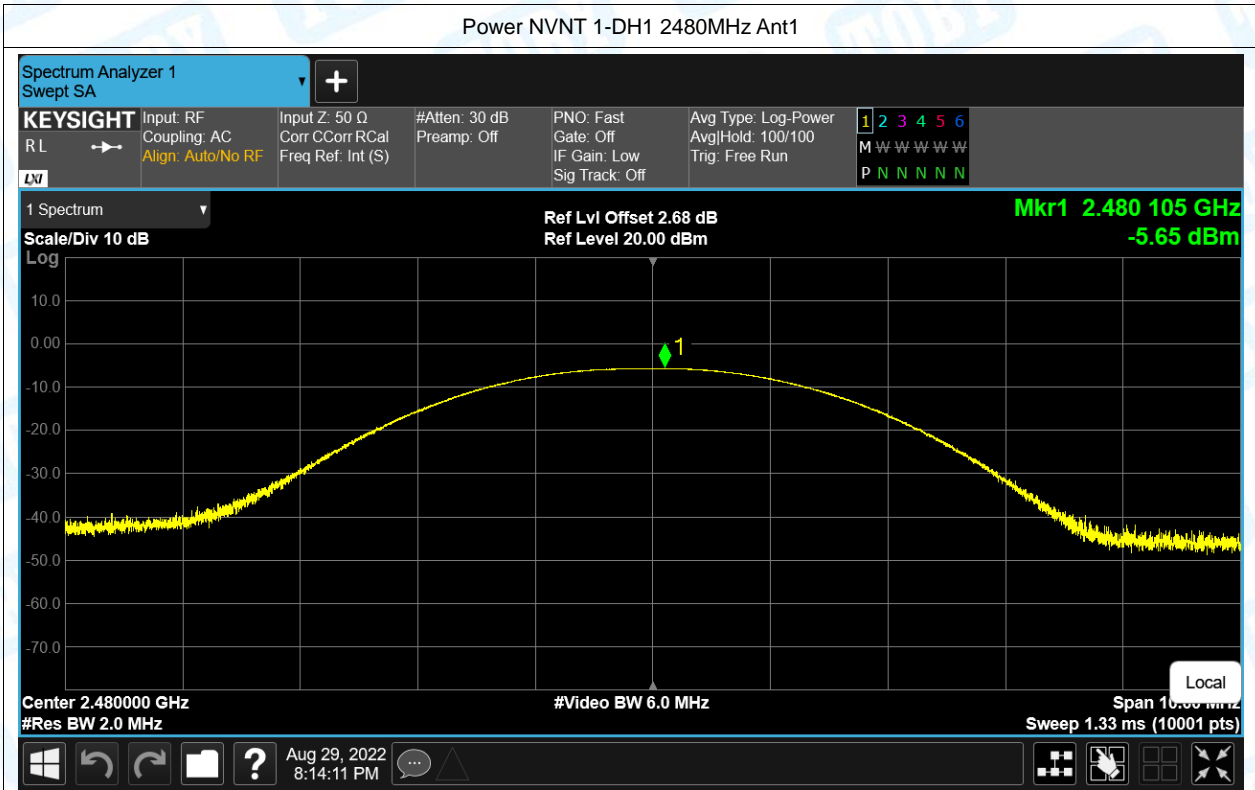 Power NVNT 1-DH1 2480MHz Ant1
Spectrum Analyzer 1
Swept SA
KEYSIGHT
RL
LXI
Input: RF
Coupling: AC
Align: Auto/No RF
Input Z: 50 Ω
Corr CCorr RCal
Freq Ref: Int (S)
#Atten: 30 dB
Preamp: Off
PNO: Fast
Gate: Off
IF Gain: Low
Sig Track: Off
Avg Type: Log-Power
Avg|Hold: 100/100
Trig: Free Run
1 2 3 4 5 6
M W W W W W
P N N N N N
1 Spectrum
Scale/Div 10 dB
Log
Ref Lvl Offset 2.68 dB
Ref Level 20.00 dBm
Mkr1 2.480 105 GHz
-5.65 dBm
10.0
0.00
-10.0
-20.0
-30.0
-40.0
-50.0
-60.0
-70.0
1
Local
Center 2.480000 GHz
#Video BW 6.0 MHz
Span 10.00 MHz
#Res BW 2.0 MHz
Sweep 1.33 ms (10001 pts)
?
Aug 29, 2022
8:14:11 PM